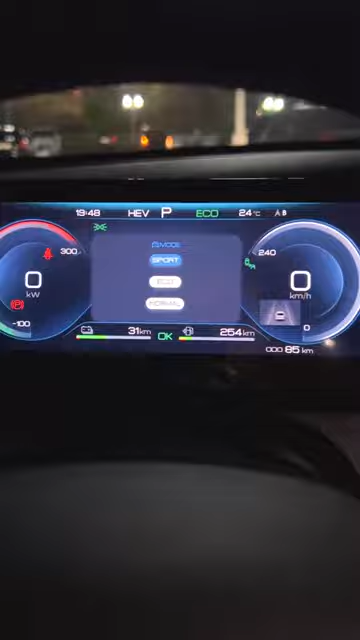 19:48 HEV P ECO 24°C
300
240
MODE
SPORT
ECO
0
kW
0
km/h
NORMAL
-100
0
31km OK 254km
000 85 km